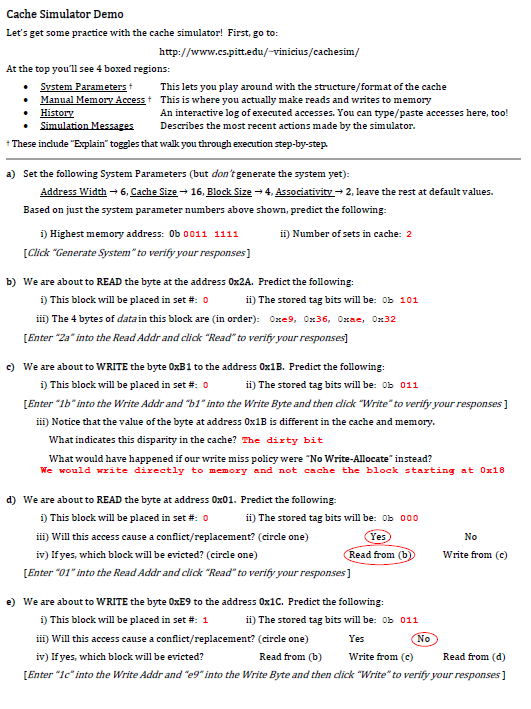 Cache Simulator Demo
Let's get some practice with the cache simulator! First, go to:
http://www.cs.pitt.edu/~vinicius/cachesim/
At the top you'll see 4 boxed regions:
• System Parameters † This lets you play around with the structure/format of the cache
• Manual Memory Access † This is where you actually make reads and writes to memory
• History An interactive log of executed accesses. You can type/paste accesses here, too!
• Simulation Messages Describes the most recent actions made by the simulator.
† These include "Explain" toggles that walk you through execution step-by-step.
a) Set the following System Parameters (but don't generate the system yet):
Address Width → 6, Cache Size → 16, Block Size → 4, Associativity → 2, leave the rest at default values.
Based on just the system parameter numbers above shown, predict the following:
i) Highest memory address: 0b 0011 1111 ii) Number of sets in cache: 2
[Click "Generate System" to verify your responses]
b) We are about to READ the byte at the address 0x2A. Predict the following:
i) This block will be placed in set #: 0 ii) The stored tag bits will be: 0b 101
iii) The 4 bytes of data in this block are (in order): 0xe9, 0x36, 0xae, 0x32
[Enter "2a" into the Read Addr and click "Read" to verify your responses]
c) We are about to WRITE the byte 0xB1 to the address 0x1B. Predict the following:
i) This block will be placed in set #: 0 ii) The stored tag bits will be: 0b 011
[Enter "1b" into the Write Addr and "b1" into the Write Byte and then click "Write" to verify your responses]
iii) Notice that the value of the byte at address 0x1B is different in the cache and memory.
What indicates this disparity in the cache? The dirty bit
What would have happened if our write miss policy were "No Write-Allocate" instead?
We would write directly to memory and not cache the block starting at 0x18
d) We are about to READ the byte at address 0x01. Predict the following:
i) This block will be placed in set #: 0 ii) The stored tag bits will be: 0b 000
iii) Will this access cause a conflict/replacement? (circle one) Yes No
iv) If yes, which block will be evicted? (circle one) Read from (b) Write from (c)
[Enter "01" into the Read Addr and click "Read" to verify your responses]
e) We are about to WRITE the byte 0xE9 to the address 0x1C. Predict the following:
i) This block will be placed in set #: 1 ii) The stored tag bits will be: 0b 011
iii) Will this access cause a conflict/replacement? (circle one) Yes No
iv) If yes, which block will be evicted? Read from (b) Write from (c) Read from (d)
[Enter "1c" into the Write Addr and "e9" into the Write Byte and then click "Write" to verify your responses]